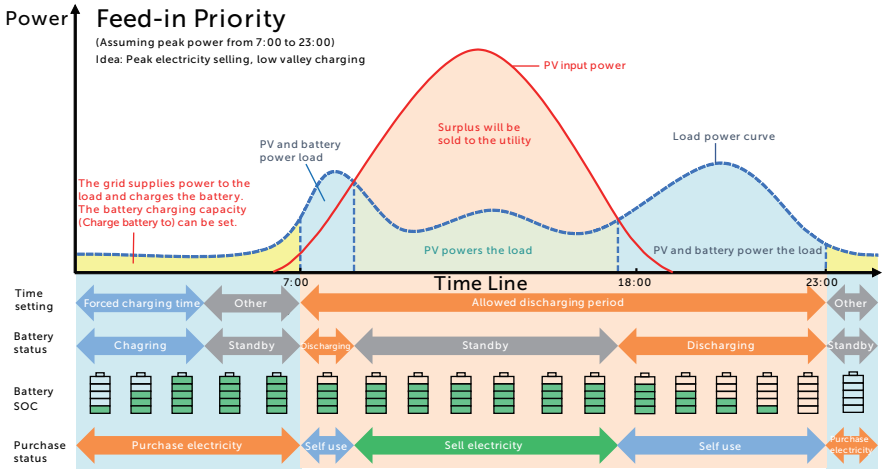 Power
Feed-in Priority
(Assuming peak power from 7:00 to 23:00)
Idea: Peak electricity selling, low valley charging
PV input power
Surplus will be
sold to the utility
PV and battery
power load
Load power curve
The grid supplies power to the
load and charges the battery.
The battery charging capacity
(Charge battery to) can be set.
PV powers the load
PV and battery power the load
7:00
Time Line
18:00
23:00
Time
setting
Forced charging time
Other
Allowed discharging period
Other
Battery
status
Chagring
Standby
Discharging
Standby
Discharging
Standby
Battery
SOC
Purchase
status
Purchase electricity
Self use
Sell electricity
Self use
Purchase
electricity